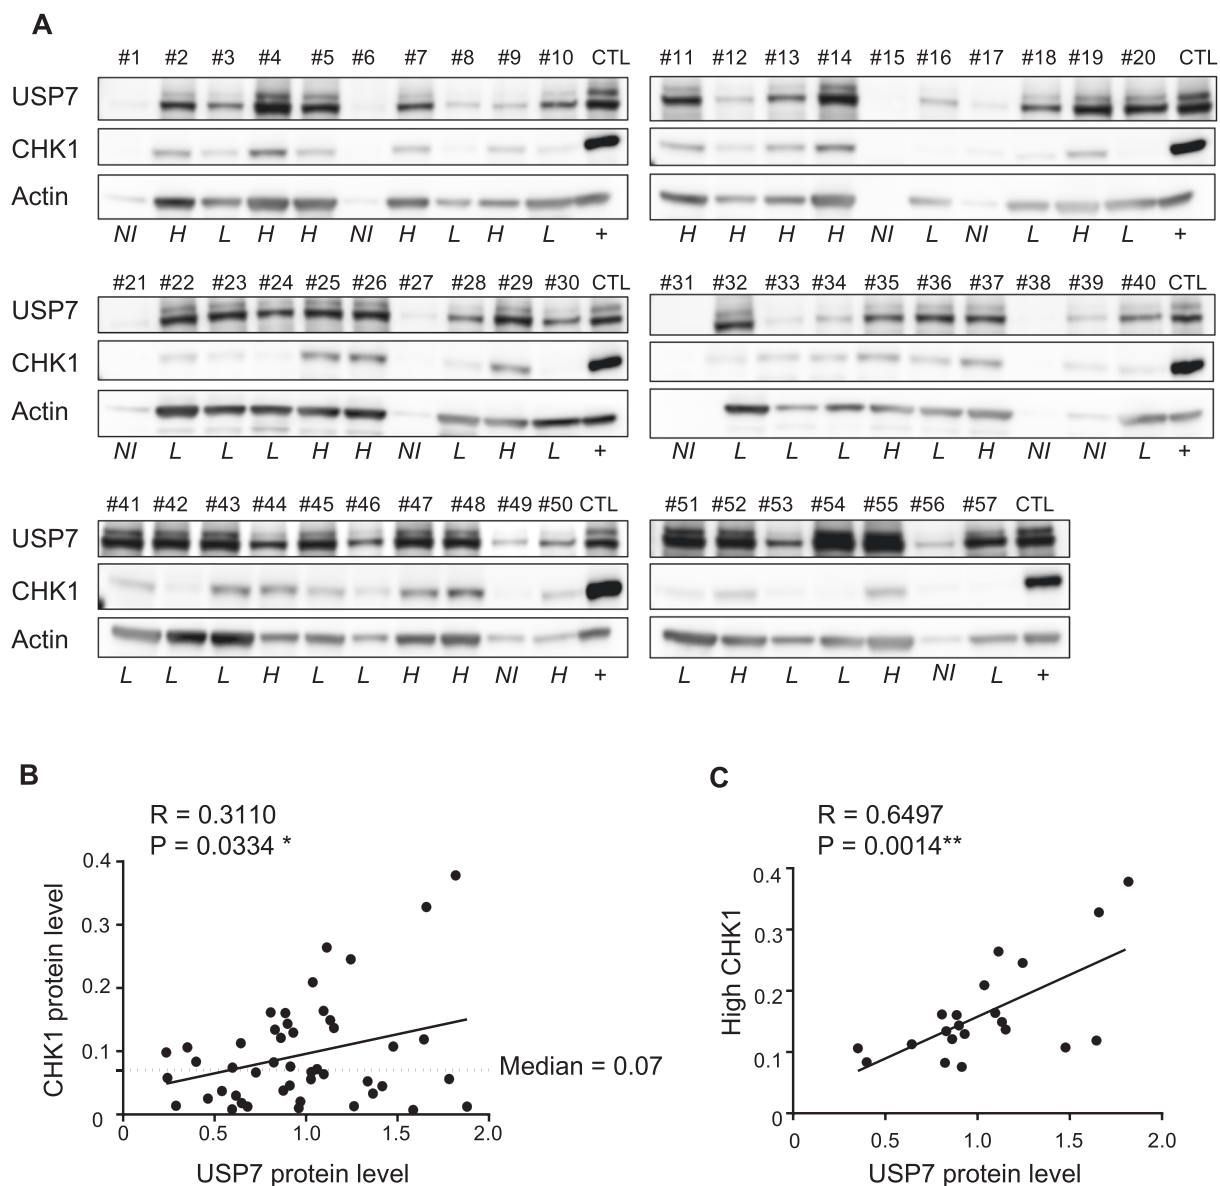 A
#1 #2 #3 #4 #5 #6 #7 #8 #9 #10 CTL
USP7
CHK1
Actin
NI H L H H NI H L H L +
#11 #12 #13 #14 #15 #16 #17 #18 #19 #20 CTL
H H H H NI L NI L H L +
#21 #22 #23 #24 #25 #26 #27 #28 #29 #30 CTL
USP7
CHK1
Actin
NI L L L H H NI L H L +
#31 #32 #33 #34 #35 #36 #37 #38 #39 #40 CTL
NI L L L H L H NI NI L +
#41 #42 #43 #44 #45 #46 #47 #48 #49 #50 CTL
USP7
CHK1
Actin
L L L H L L H H NI H +
#51 #52 #53 #54 #55 #56 #57 CTL
L H L L H NI L +
B
R = 0.3110
P = 0.0334 *
CHK1 protein level
0.4
0.3
0.2
0.1
0
Median = 0.07
0 0.5 1.0 1.5 2.0
USP7 protein level
C
R = 0.6497
P = 0.0014**
High CHK1
0.4
0.3
0.2
0.1
0
0 0.5 1.0 1.5 2.0
USP7 protein level